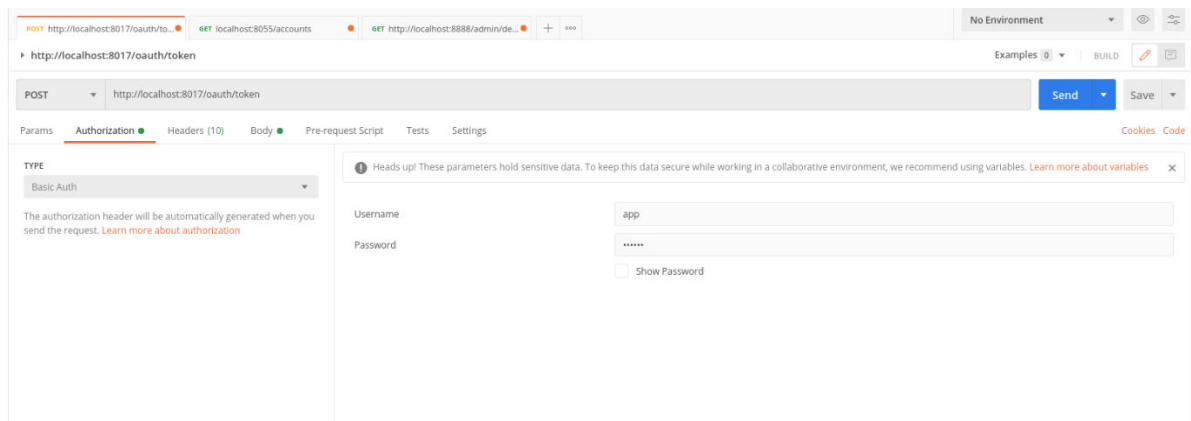 POST http://localhost:8017/oauth/to... GET localhost:8055/accounts GET http://localhost:8888/admin/de... No Environment
http://localhost:8017/oauth/token Examples 0 BUILD
POST http://localhost:8017/oauth/token Send Save
Params Authorization Headers (10) Body Pre-request Script Tests Settings Cookies Code
TYPE
Basic Auth
The authorization header will be automatically generated when you
send the request. Learn more about authorization
Heads up! These parameters hold sensitive data. To keep this data secure while working in a collaborative environment, we recommend using variables. Learn more about variables
Username app
Password ••••••
Show Password